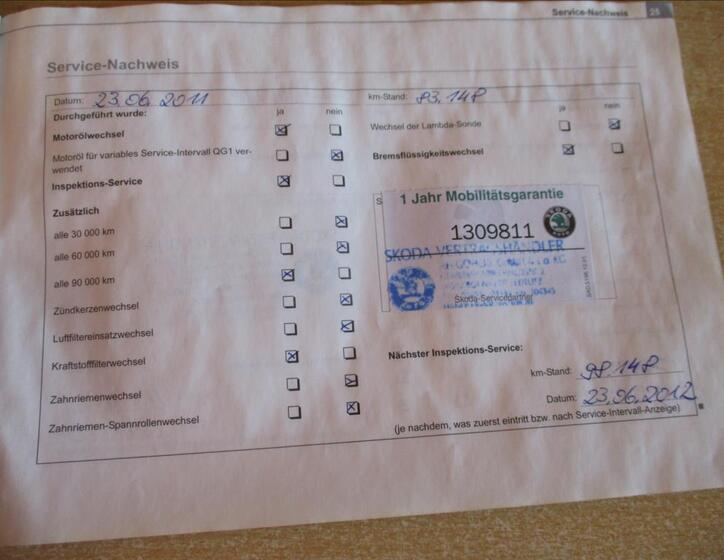 Service-Nachweis 25
Service-Nachweis
Datum: 23.06.2011 km-Stand: 83.148
Durchgeführt wurde: ja nein ja nein
Motorölwechsel Wechsel der Lambda-Sonde
Motoröl für variables Service-Intervall QG1 ver-
wendet Bremsflüssigkeitswechsel
Inspektions-Service
Zusätzlich
alle 30 000 km
alle 60 000 km
alle 90 000 km
Zündkerzenwechsel
Luftfiltereinsatzwechsel
Kraftstofffilterwechsel
Zahnriemenwechsel
Zahnriemen-Spannrollenwechsel
S
1 Jahr Mobilitätsgarantie
1309811
SKODA VERTRAGSHÄNDLER
Skoda-Servicepartner
Nächster Inspektions-Service:
km-Stand: 98.148
Datum: 23.06.2012
(je nachdem, was zuerst eintritt bzw. nach Service-Intervall-Anzeige)